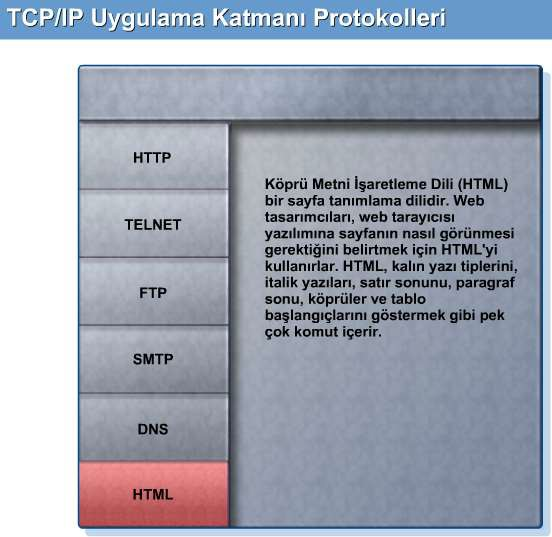 TCP/IP Uygulama Katmanı Protokolleri
HTTP
TELNET
FTP
SMTP
DNS
HTML
Köprü Metni İşaretleme Dili (HTML)
bir sayfa tanımlama dilidir. Web
tasarımcıları, web tarayıcısı
yazılımına sayfanın nasıl görünmesi
gerektiğini belirtmek için HTML'yi
kullanırlar. HTML, kalın yazı tiplerini,
italik yazıları, satır sonunu, paragraf
sonu, köprüler ve tablo
başlangıçlarını göstermek gibi pek
çok komut içerir.